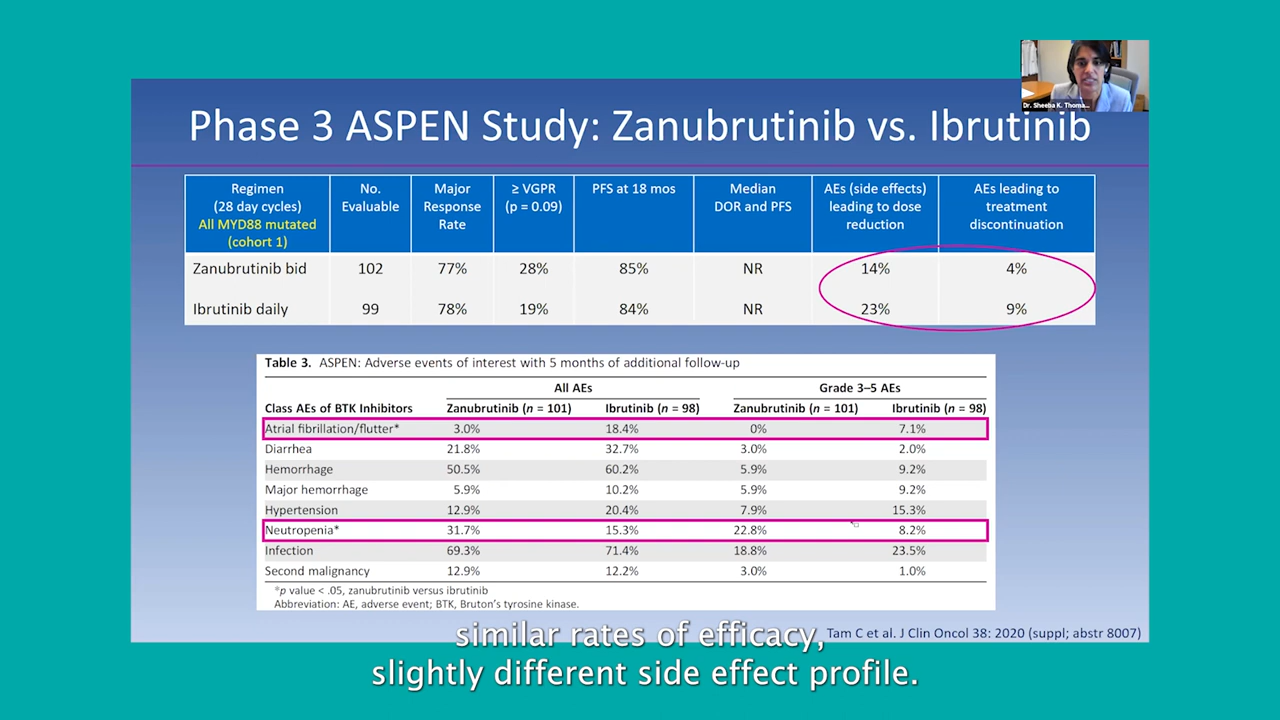 Dr. Sheeba K. Thoma...
Phase 3 ASPEN Study: Zanubrutinib vs. Ibrutinib
Regimen (28 day cycles) All MYD88 mutated (cohort 1) No. Evaluable Major Response Rate ≥ VGPR (p = 0.09) PFS at 18 mos Median DOR and PFS AEs (side effects) leading to dose reduction AEs leading to treatment discontinuation
Zanubrutinib bid 102 77% 28% 85% NR 14% 4%
Ibrutinib daily 99 78% 19% 84% NR 23% 9%
Table 3. ASPEN: Adverse events of interest with 5 months of additional follow-up
All AEs Grade 3–5 AEs
Class AEs of BTK Inhibitors Zanubrutinib (n = 101) Ibrutinib (n = 98) Zanubrutinib (n = 101) Ibrutinib (n = 98)
Atrial fibrillation/flutter* 3.0% 18.4% 0% 7.1%
Diarrhea 21.8% 32.7% 3.0% 2.0%
Hemorrhage 50.5% 60.2% 5.9% 9.2%
Major hemorrhage 5.9% 10.2% 5.9% 9.2%
Hypertension 12.9% 20.4% 7.9% 15.3%
Neutropenia* 31.7% 15.3% 22.8% 8.2%
Infection 69.3% 71.4% 18.8% 23.5%
Second malignancy 12.9% 12.2% 3.0% 1.0%
*p value < .05, zanubrutinib versus ibrutinib
Abbreviation: AE, adverse event; BTK, Bruton's tyrosine kinase.
Tam C et al. J Clin Oncol 38: 2020 (suppl; abstr 8007)
similar rates of efficacy,
slightly different side effect profile.